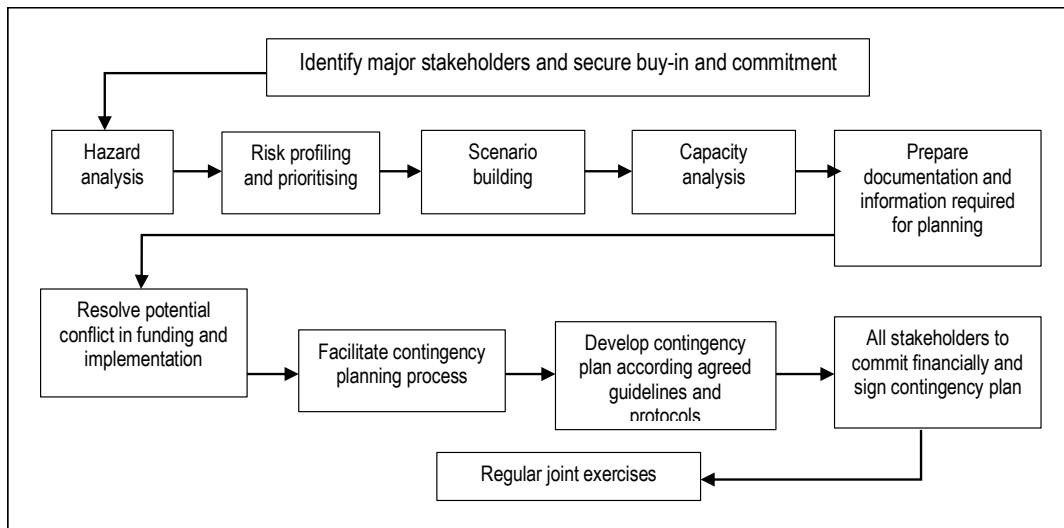 Identify major stakeholders and secure buy-in and commitment
Hazard
analysis
Risk profiling
and prioritising
Scenario
building
Capacity
analysis
Prepare
documentation and
information required
for planning
Resolve potential
conflict in funding and
implementation
Facilitate contingency
planning process
Develop contingency
plan according agreed
guidelines and
protocols
All stakeholders to
commit financially and
sign contingency plan
Regular joint exercises